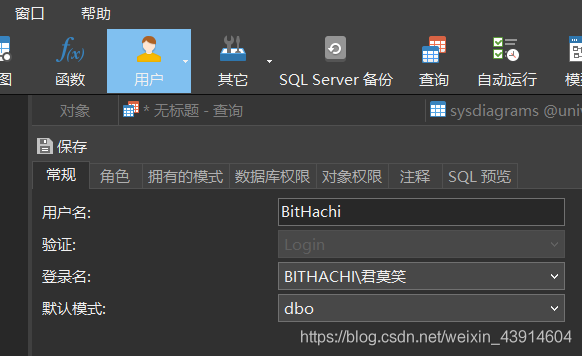 窗口 帮助
图 函数 用户 其它 SQL Server 备份 查询 自动运行 模
对象 * 无标题 - 查询 sysdiagrams @univ
保存
常规 角色 拥有的模式 数据库权限 对象权限 注释 SQL 预览
用户名: BitHachi
验证: Login
登录名: BITHACHI\君莫笑
默认模式: dbo
https://blog.csdn.net/weixin_43914604